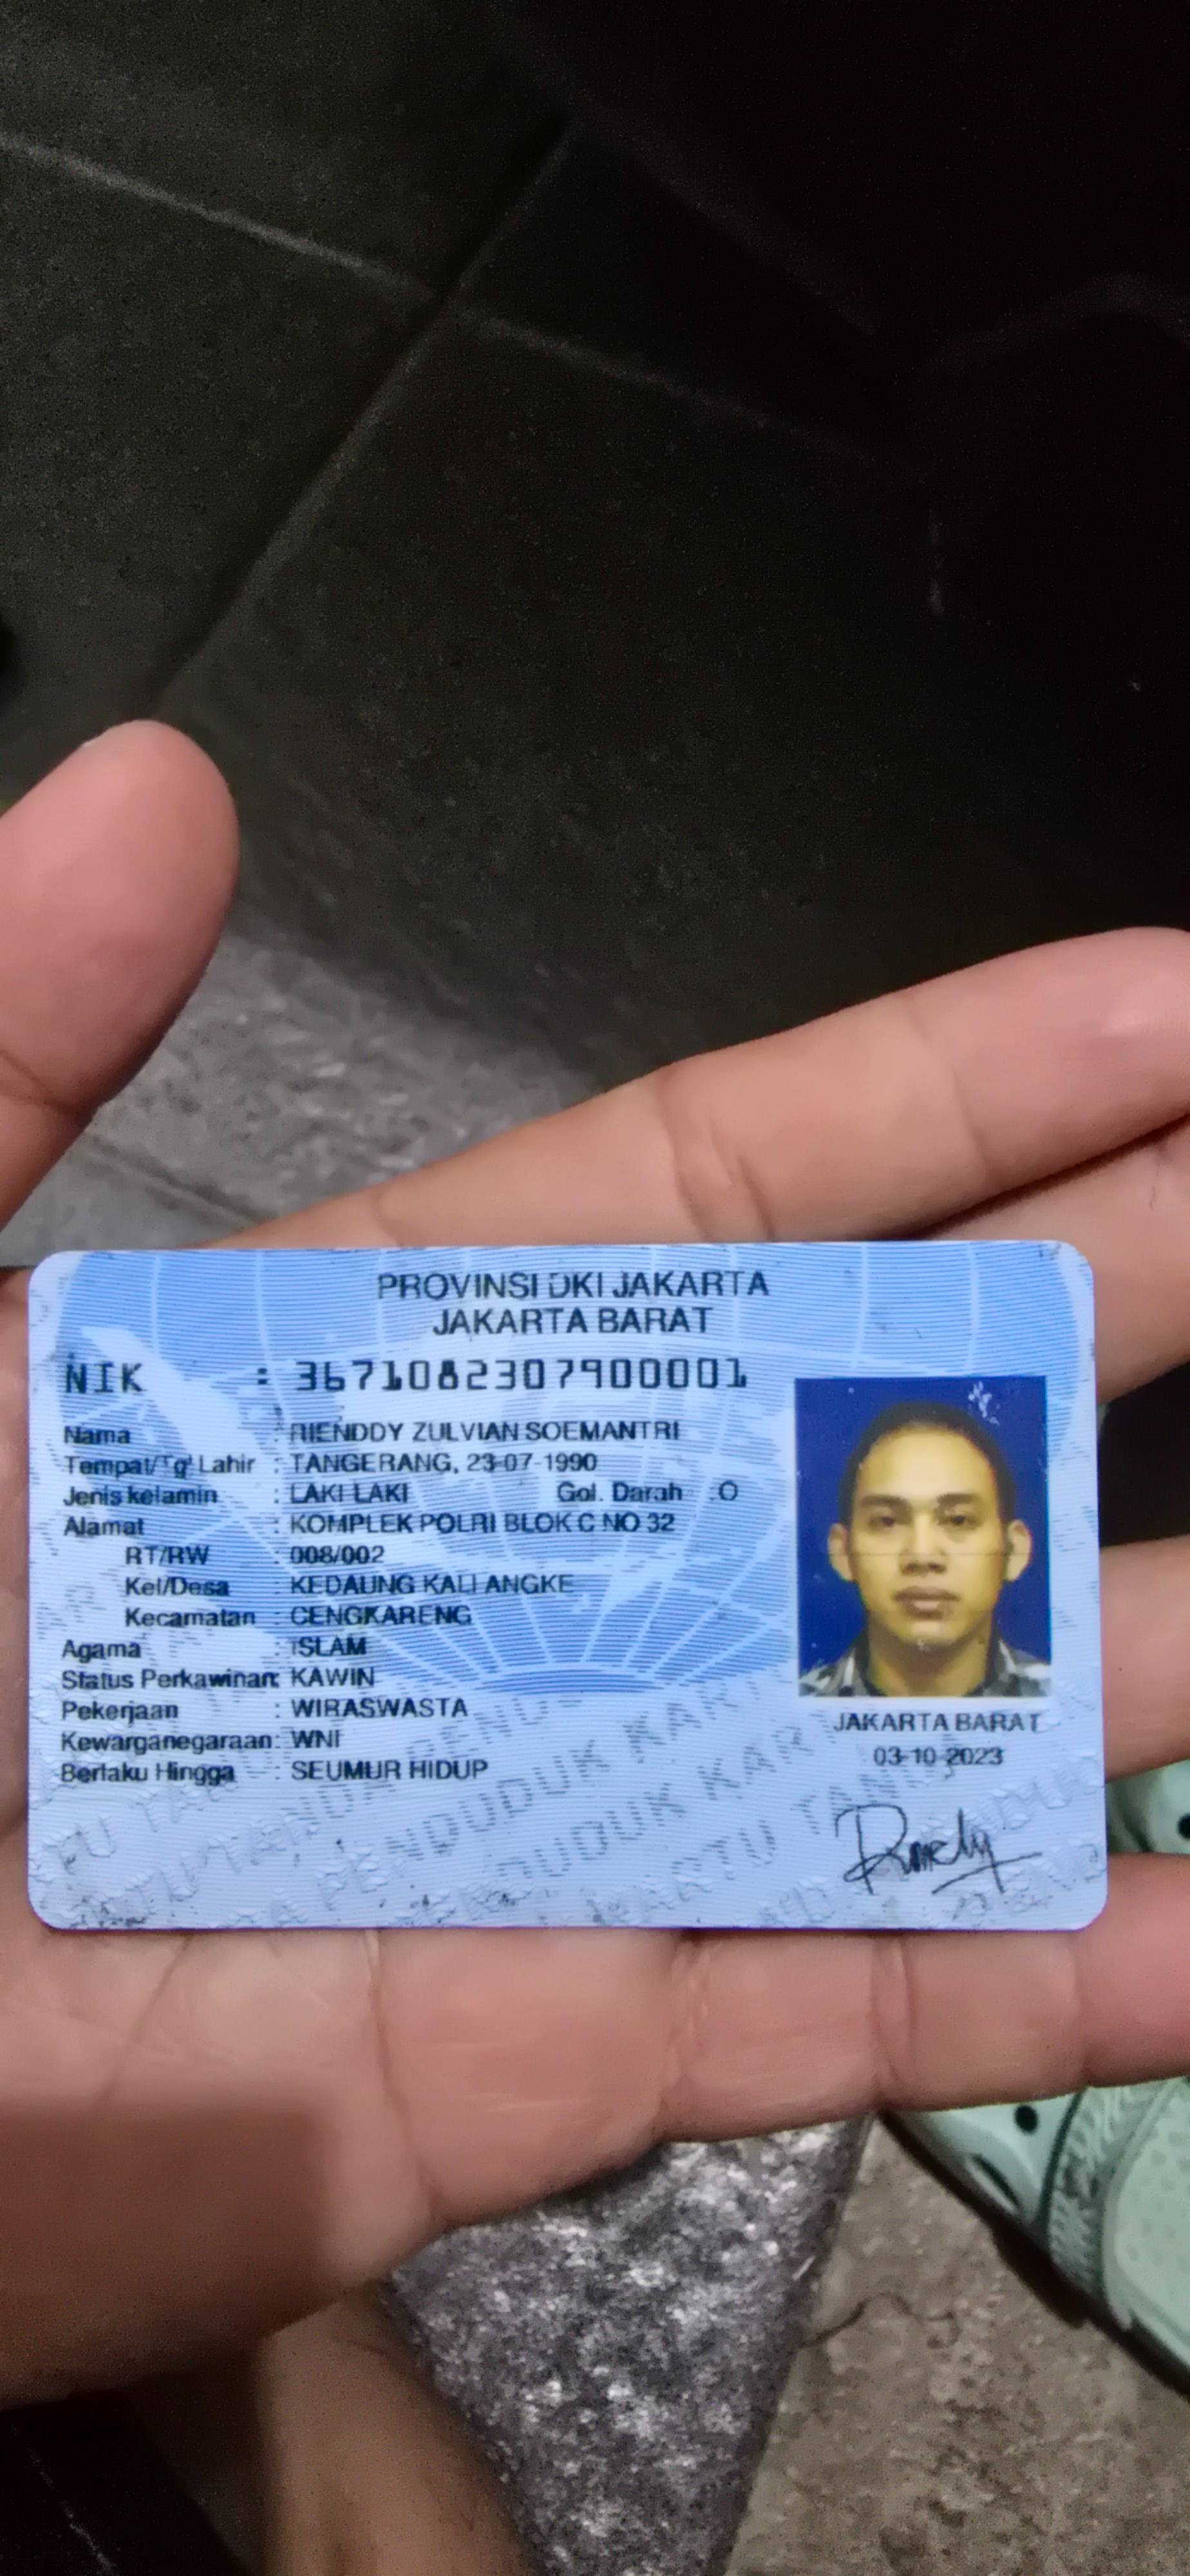 PROVINSI DKI JAKARTA
JAKARTA BARAT
NIK : 3671082307900001
Nama : RIENDDY ZULVIAN SOEMANTRI
Tempat/Tgl Lahir : TANGERANG, 23-07-1990
Jenis kelamin : LAKI LAKI Gol. Darah : O
Alamat : KOMPLEK POLRI BLOK C NO 32
RT/RW : 008/002
Kel/Desa : KEDAUNG KALI ANGKE
Kecamatan : CENGKARENG
Agama : ISLAM
Status Perkawinan: KAWIN
Pekerjaan : WIRASWASTA
Kewarganegaraan: WNI
Berlaku Hingga : SEUMUR HIDUP
JAKARTA BARAT
03-10-2023